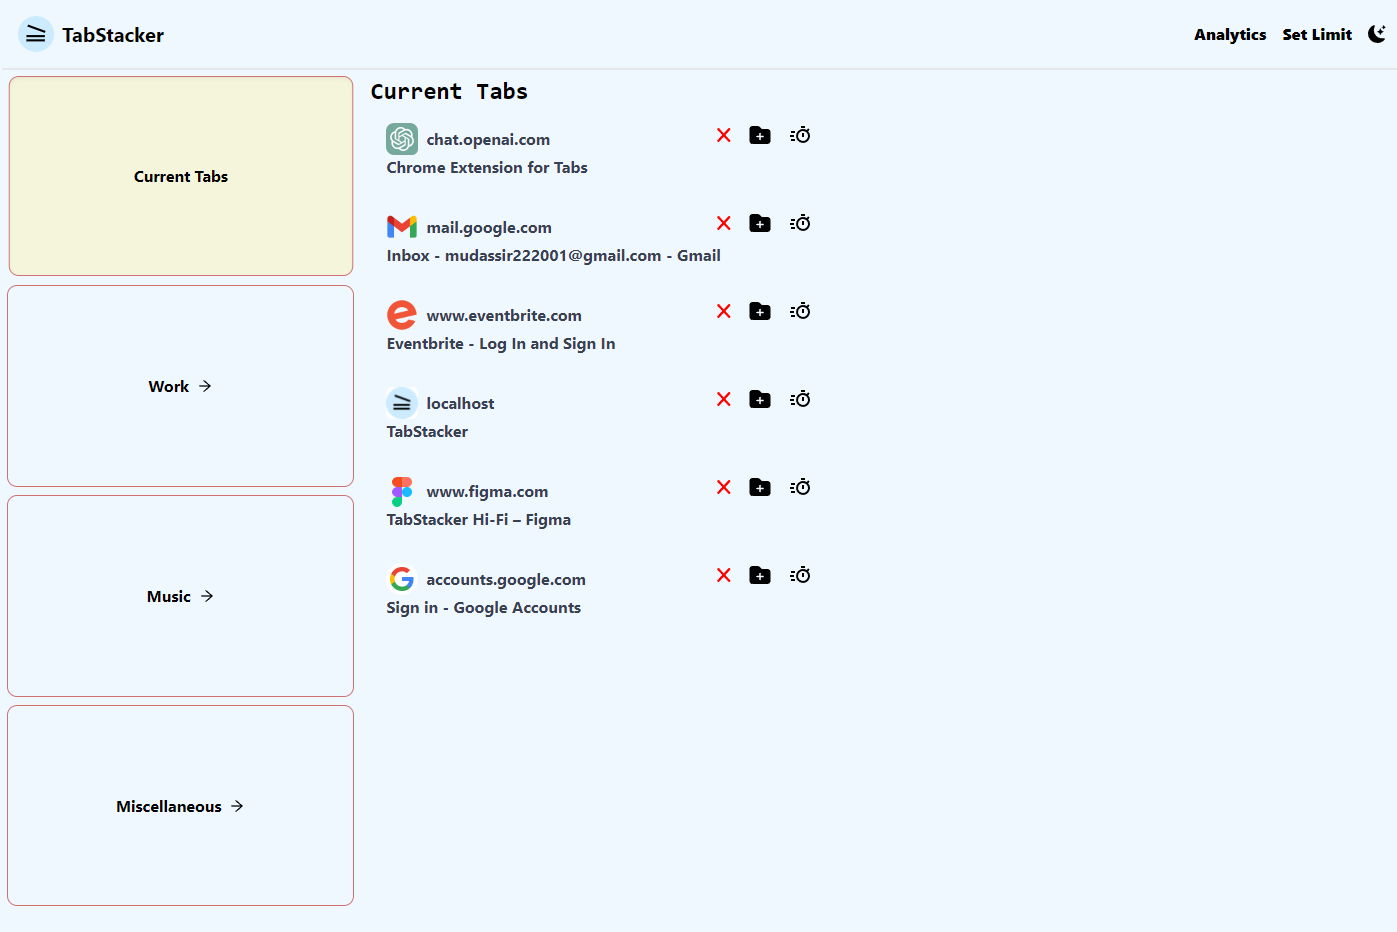 TabStacker
Analytics
Set Limit
Current Tabs
Work
Music
Miscellaneous
Current Tabs
chat.openai.com
Chrome Extension for Tabs
mail.google.com
Inbox - mudassir222001@gmail.com - Gmail
www.eventbrite.com
Eventbrite - Log In and Sign In
localhost
TabStacker
www.figma.com
TabStacker Hi-Fi – Figma
accounts.google.com
Sign in - Google Accounts